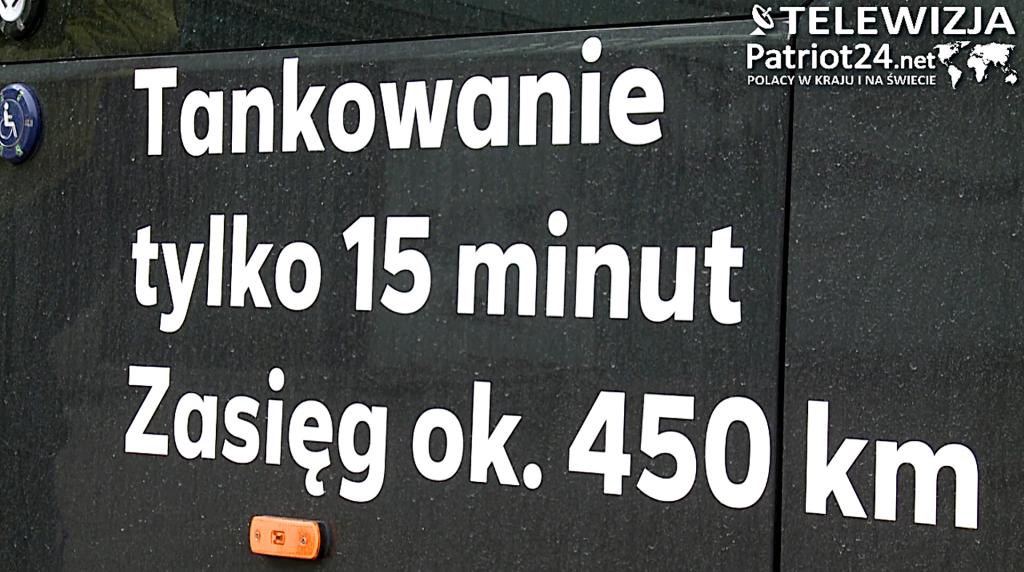 TELEWIZJA
Patriot24.net
POLACY W KRAJU I NA ŚWIECIE
Tankowanie
tylko 15 minut
Zasięg ok. 450 km